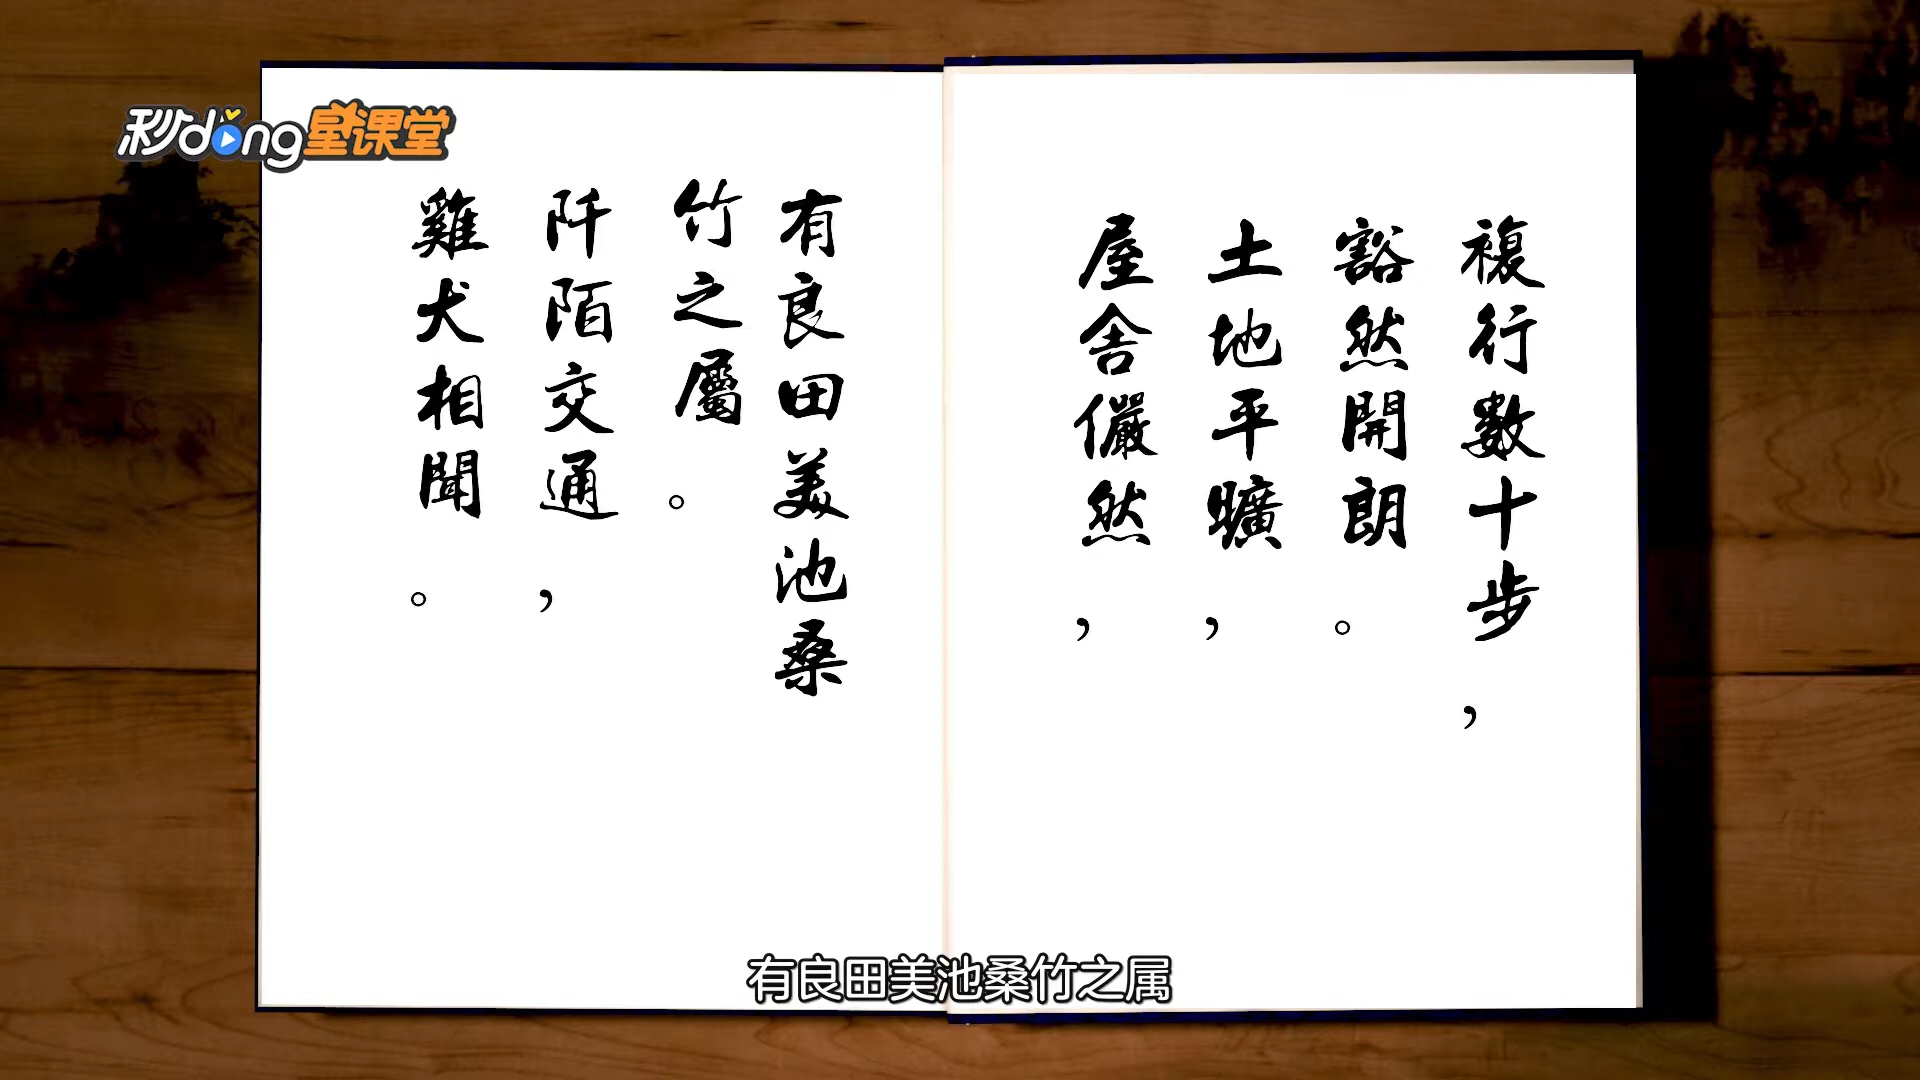 秒dong星课堂
複行數十步，
豁然開朗。
土地平曠，
屋舍儼然，
有良田美池桑
竹之屬。
阡陌交通，
雞犬相聞。
有良田美池桑竹之属